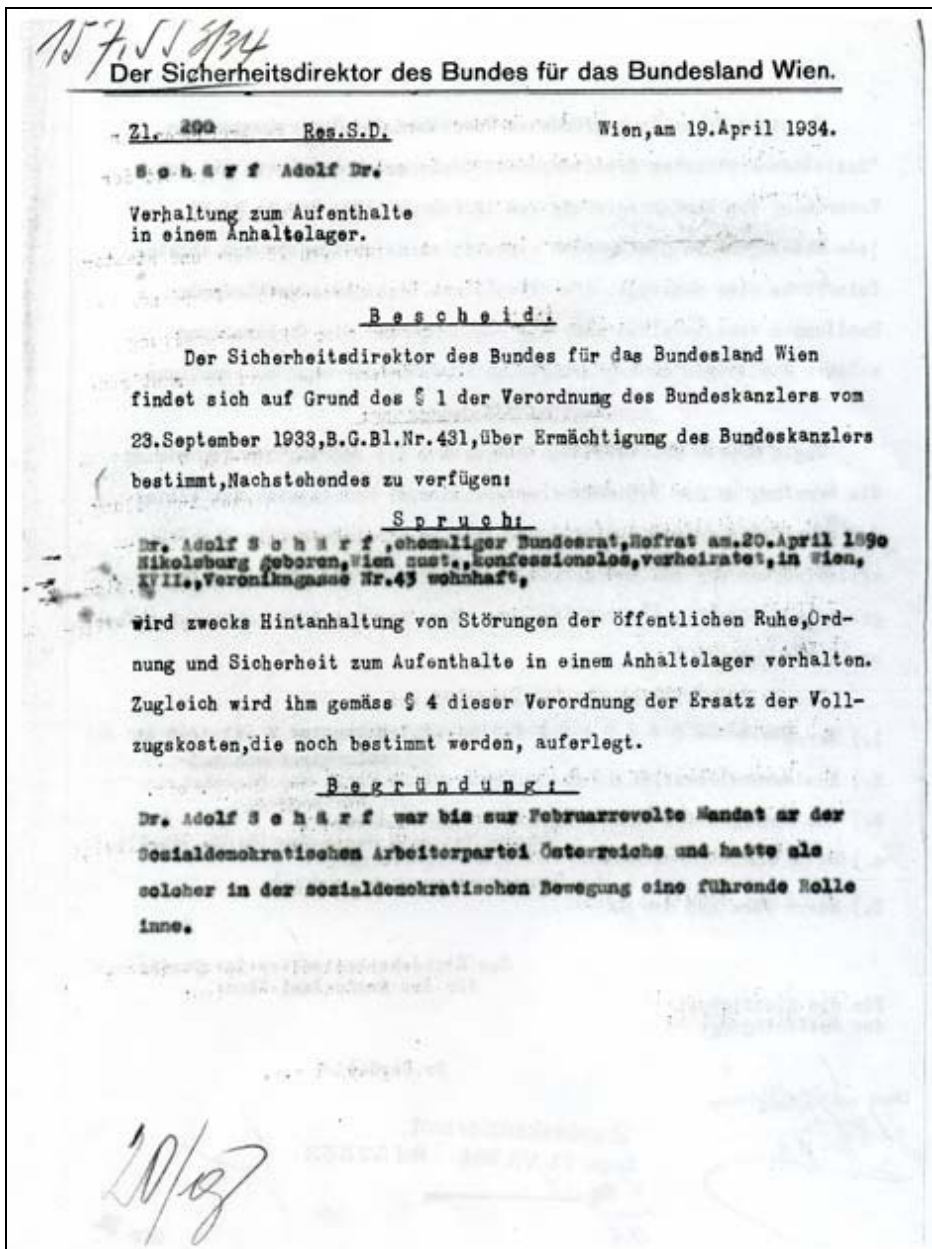 157.55 /34
Der Sicherheitsdirektor des Bundes für das Bundesland Wien.
Zl. 200 Res.S.D. Wien,am 19.April 1934.
S c h ä r f Adolf Dr.
Verhaltung zum Aufenthalte
in einem Anhaltelager.
B e s c h e i d:
Der Sicherheitsdirektor des Bundes für das Bundesland Wien
findet sich auf Grund des § 1 der Verordnung des Bundeskanzlers vom
23.September 1933,B.G.Bl.Nr.431,über Ermächtigung des Bundeskanzlers
bestimmt,Nachstehendes zu verfügen:
S p r u c h:
Dr. Adolf S c h ä r f ,ehemaliger Bundesrat,Hofrat am.20.April 1890
Nikolsburg geboren,Wien zust.,konfessionslos,verheiratet,in Wien,
XVII.,Veronikagasse Nr.43 wohnhaft,
wird zwecks Hintanhaltung von Störungen der öffentlichen Ruhe,Ord-
nung und Sicherheit zum Aufenthalte in einem Anhaltelager verhalten.
Zugleich wird ihm gemäss § 4 dieser Verordnung der Ersatz der Voll-
zugskosten,die noch bestimmt werden, auferlegt.
B e g r ü n d u n g :
Dr. Adolf S c h ä r f war bis zur Februarrevolte Mandat ar der
Sozialdemokratischen Arbeiterpartei Österreichs und hatte als
solcher in der sozialdemokratischen Bewegung eine führende Rolle
inne.